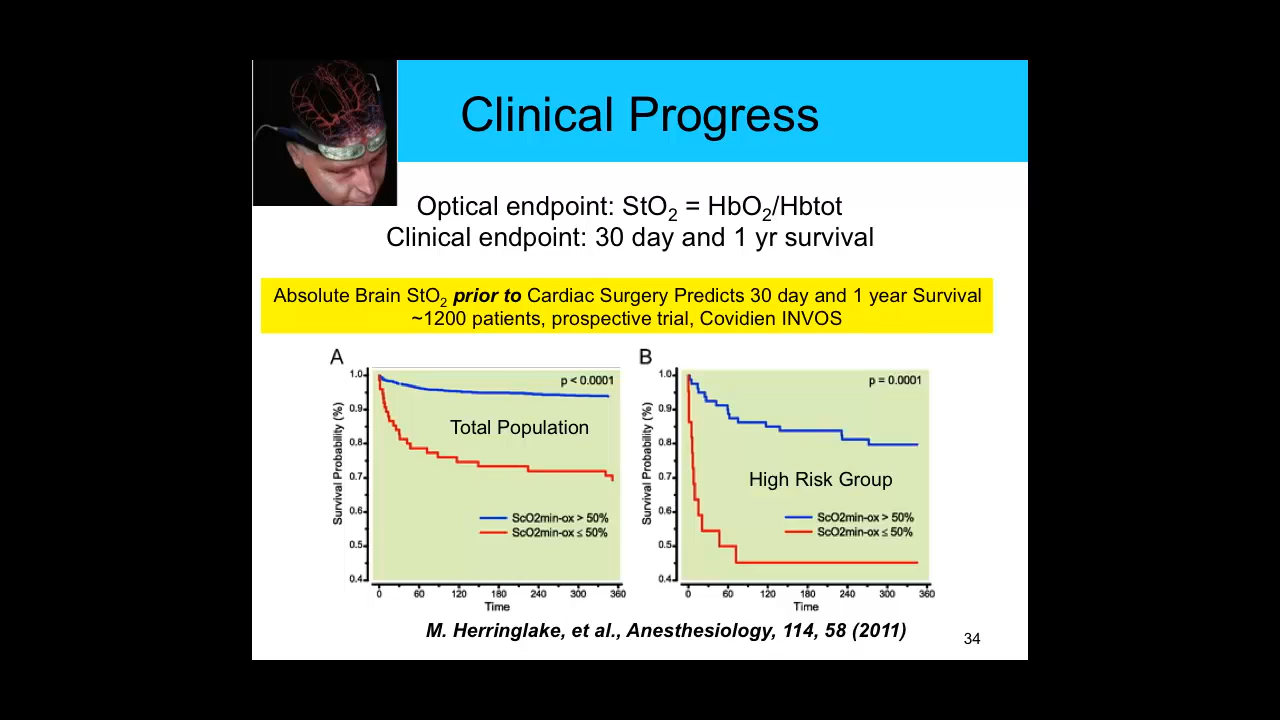 Clinical Progress
Optical endpoint: StO2 = HbO2/Hbtot
Clinical endpoint: 30 day and 1 yr survival
Absolute Brain StO2 prior to Cardiac Surgery Predicts 30 day and 1 year Survival
~1200 patients, prospective trial, Covidien INVOS
A
p < 0.0001
Total Population
Survival Probability (%)
1.0
0.9
0.8
0.7
0.6
0.5
0.4
ScO2min-ox > 50%
ScO2min-ox ≤ 50%
0 60 120 180 240 300 360
Time
B
p = 0.0001
High Risk Group
Survival Probability (%)
1.0
0.9
0.8
0.7
0.6
0.5
0.4
ScO2min-ox > 50%
ScO2min-ox ≤ 50%
0 60 120 180 240 300 360
Time
M. Herringlake, et al., Anesthesiology, 114, 58 (2011)
34